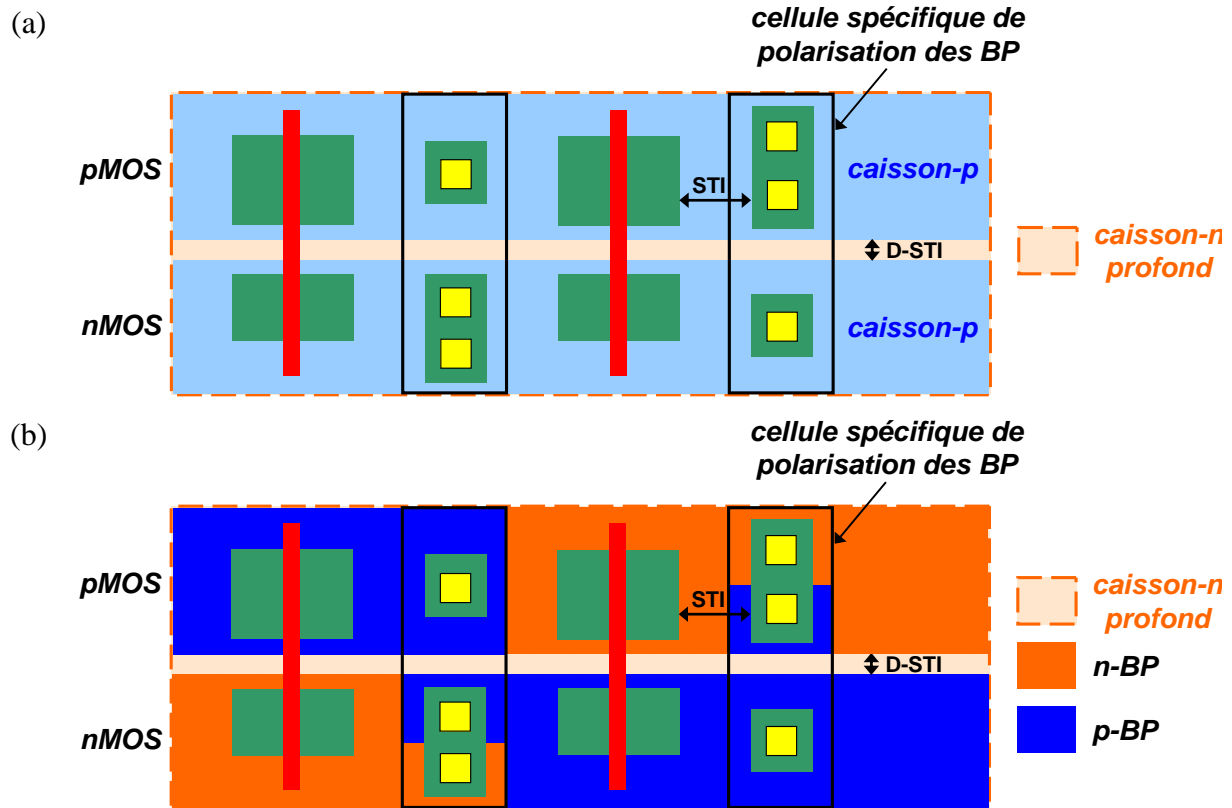 (a)
cellule spécifique de
polarisation des BP
pMOS
caisson-p
STI
D-STI
caisson-n
profond
nMOS
caisson-p
(b)
cellule spécifique de
polarisation des BP
pMOS
STI
caisson-n
profond
D-STI
n-BP
nMOS
p-BP